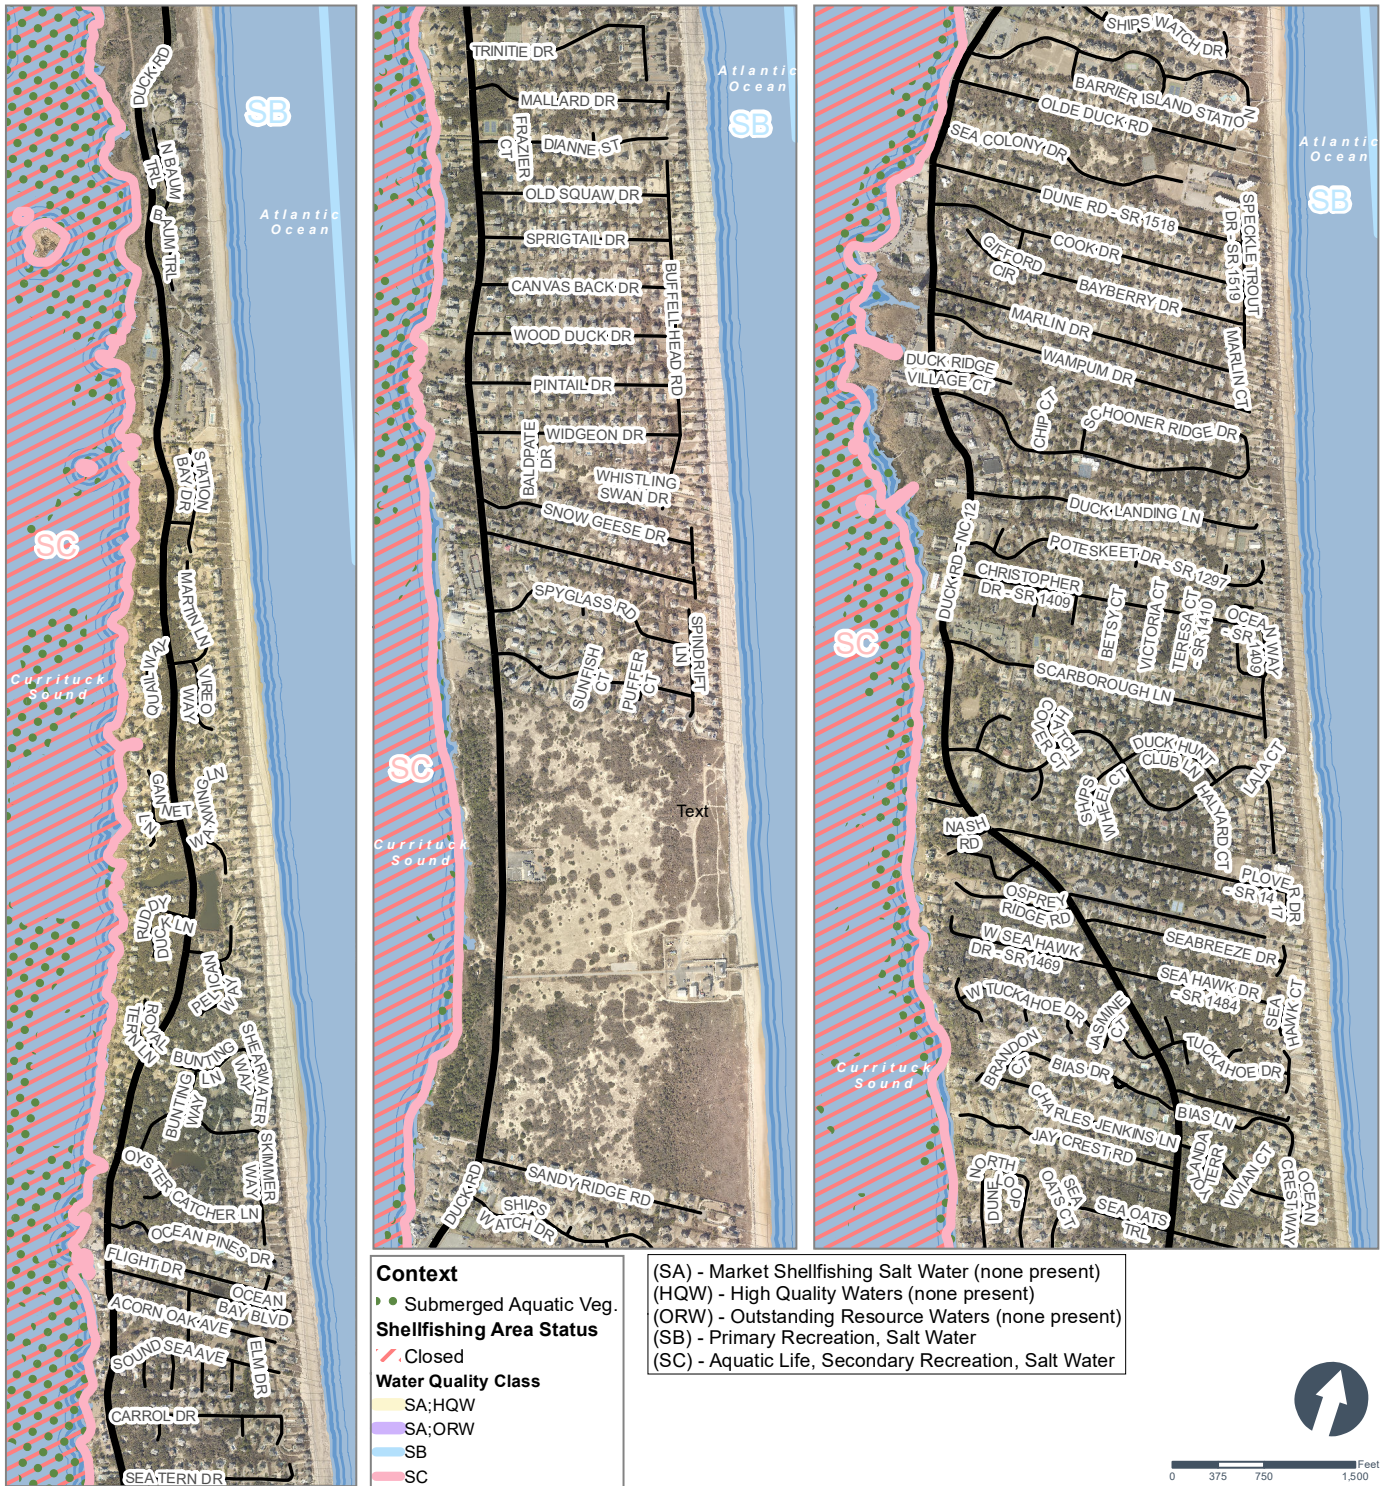 DUCK RD
N BAUM
TRL
BAUM TRL
SB
Atlantic
Ocean
STATION
BAY DR
SC
MARTIN LN
QUAIL WAY
VIREO
WAY
Currituck
Sound
GANNET
LN
WAXWING LN
RUDDY
DUCK LN
PELICAN
WAY
ROYAL
TERN LN
BUNTING
LN
BUNTING
WAY
SHEARWATER
WAY
SKIMMER
WAY
OYSTER CATCHER LN
OCEAN PINES DR
FLIGHT DR
OCEAN
BAY BLVD
ACORN OAK AVE
SOUND SEA AVE
ELM DR
CARROL DR
SEA TERN DR
TRINITIE DR
Atlantic
Ocean
SB
MALLARD DR
FRAZIER
CT
DIANNE ST
OLD SQUAW DR
SPRIGTAIL DR
CANVAS BACK DR
BUFFELL HEAD RD
WOOD DUCK DR
PINTAIL DR
WIDGEON DR
BALDPATE
DR
WHISTLING
SWAN DR
SNOW GEESE DR
SPYGLASS RD
SPINDRIFT
LN
SUNFISH
CT
PUFFER
CT
SC
Text
Currituck
Sound
SANDY RIDGE RD
DUCK RD
SHIPS
WATCH DR
SHIPS WATCH DR
BARRIER ISLAND STATION
OLDE DUCK RD
SEA COLONY DR
Atlantic
Ocean
SB
DUNE RD - SR 1518
SPECKLE TROUT
DR - SR 1519
COOK DR
GIFFORD
CIR
BAYBERRY DR
MARLIN DR
WAMPUM DR
MARLIN CT
DUCK RIDGE
VILLAGE CT
CHIP CT
SCHOONER RIDGE DR
DUCK LANDING LN
DUCK RD - NC 12
POTESKEET DR - SR 1297
CHRISTOPHER
DR - SR 1409
BETSY CT
VICTORIA CT
TERESA CT
- SR 1410
OCEAN WAY
- SR 1409
SC
SCARBOROUGH LN
HATCH
COVER CT
DUCK HUNT
CLUB LN
LALA CT
SHIPS
WHEEL CT
HALYARD CT
NASH
RD
PLOVER DR
- SR 1417
OSPREY
RIDGE RD
SEABREEZE DR
W SEA HAWK
DR - SR 1469
SEA HAWK DR
- SR 1484
SEA
HAWK CT
W TUCKAHOE DR
JASMINE
CT
TUCKAHOE DR
BRANDON
CT
BIAS DR
Currituck
Sound
CHARLES JENKINS LN
BIAS LN
JAY CREST RD
YOLANDA
TERR
VIVIAN CT
OCEAN
CREST WAY
NORTH
DUNE
LOOP
SEA
OATS CT
SEA OATS
TRL
Context
Submerged Aquatic Veg.
Shellfishing Area Status
Closed
Water Quality Class
SA;HQW
SA;ORW
SB
SC
(SA) - Market Shellfishing Salt Water (none present)
(HQW) - High Quality Waters (none present)
(ORW) - Outstanding Resource Waters (none present)
(SB) - Primary Recreation, Salt Water
(SC) - Aquatic Life, Secondary Recreation, Salt Water
Feet
0 375 750 1,500